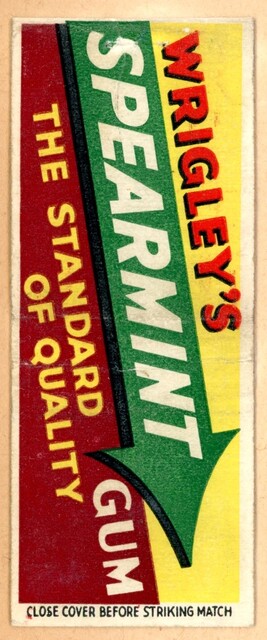 WRIGLEY'S
SPEARMINT
GUM
THE STANDARD
OF QUALITY
CLOSE COVER BEFORE STRIKING MATCH